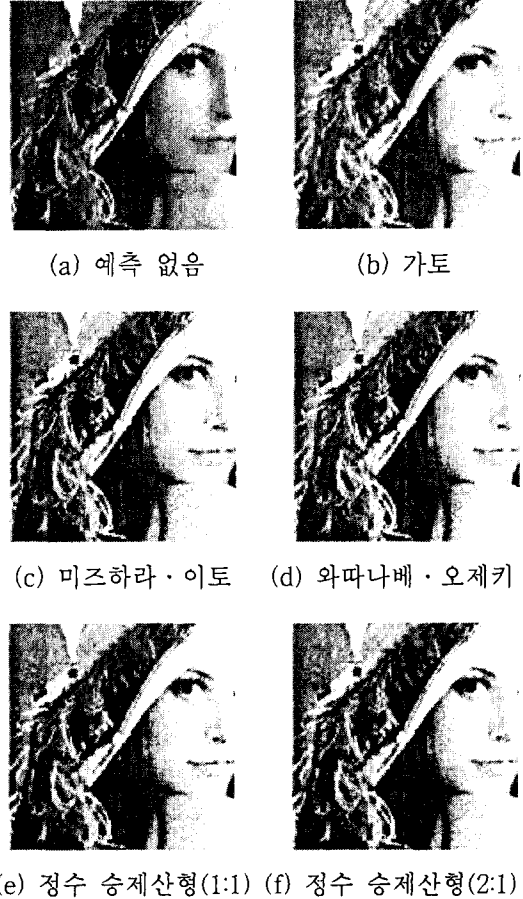 (a) 예측 없음 (b) 가토
(c) 미즈하라 · 이토 (d) 와따나베 · 오제키
(e) 정수 승제산형(1:1) (f) 정수 승제산형(2:1)